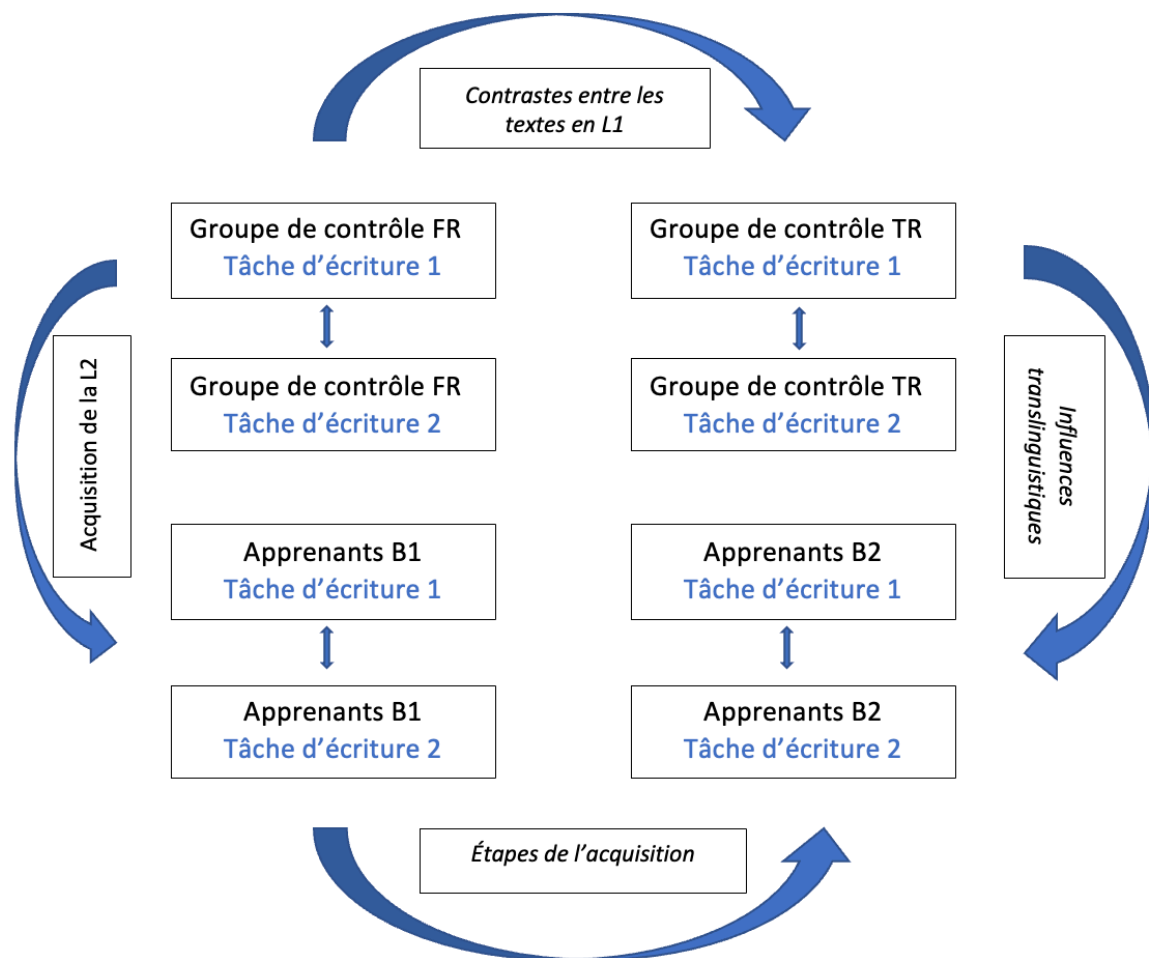 Contrastes entre les
textes en L1
Groupe de contrôle FR
Tâche d’écriture 1
Groupe de contrôle TR
Tâche d’écriture 1
Acquisition de la L2
Groupe de contrôle FR
Tâche d’écriture 2
Groupe de contrôle TR
Tâche d’écriture 2
Influences
translinguistiques
Apprenants B1
Tâche d’écriture 1
Apprenants B2
Tâche d’écriture 1
Apprenants B1
Tâche d’écriture 2
Apprenants B2
Tâche d’écriture 2
Étapes de l’acquisition